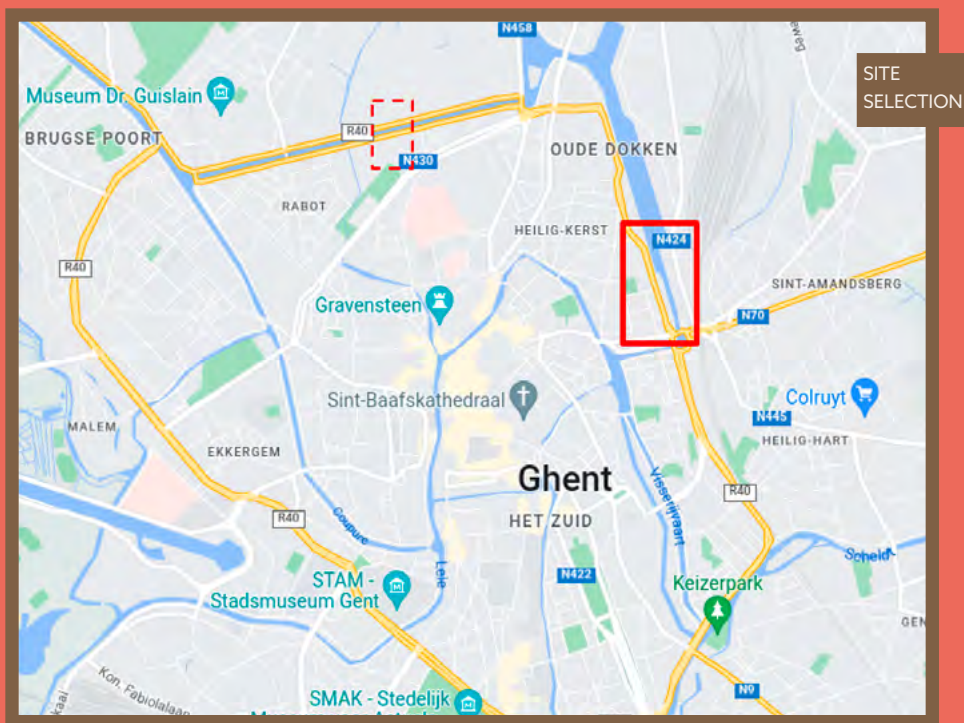 N458
SITE
SELECTION
Museum Dr. Guislain
BRUGSE POORT
R40
N430
OUDE DOKKEN
RABOT
HEILIG-KERST
N424
R40
SINT-AMANDSBERG
Gravensteen
N70
Sint-Baafskathedraal
Colruyt
N445
MALEM
HEILIG-HART
EKKERGEM
Ghent
Visserijvaart
R40
R40
HET ZUID
Coupure
Leie
Scheld
N422
STAM -
Stadsmuseum Gent
Keizerpark
GEN
Kon. Fabiolalaan
N9
SMAK - Stedelijk